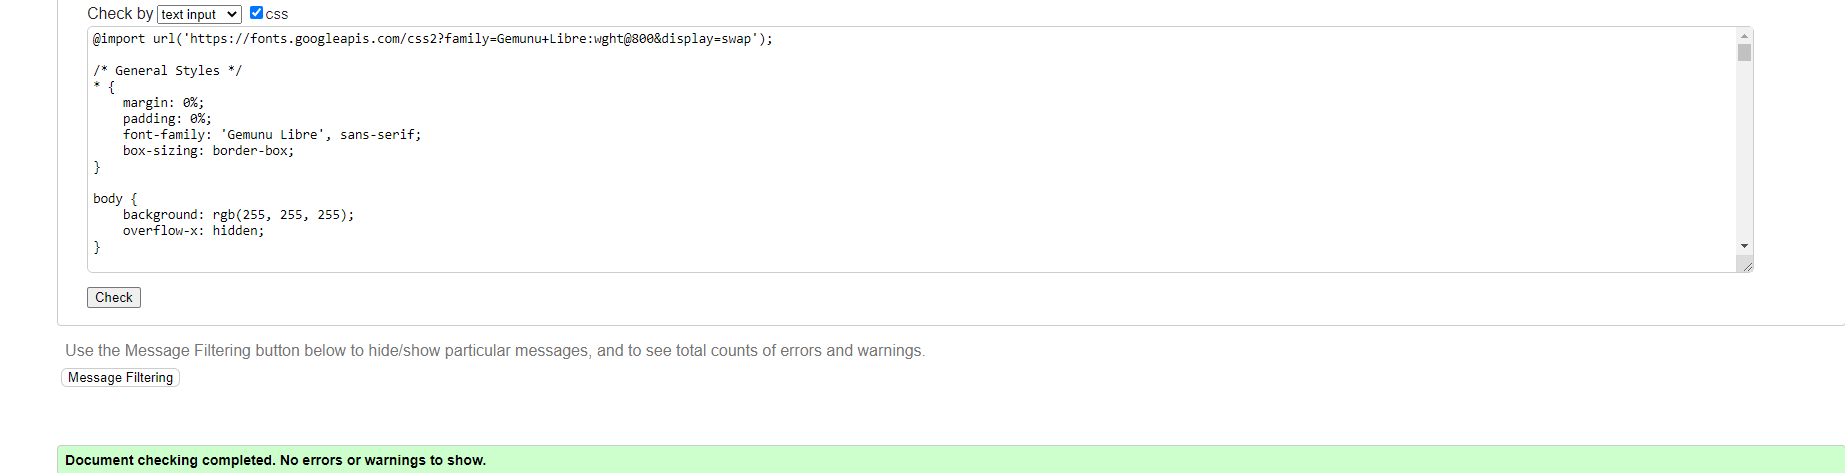 Check by text input css
@import url('https://fonts.googleapis.com/css2?family=Gemunu+Libre:wght@800&display=swap');
/* General Styles */
* {
margin: 0%;
padding: 0%;
font-family: 'Gemunu Libre', sans-serif;
box-sizing: border-box;
}
body {
background: rgb(255, 255, 255);
overflow-x: hidden;
}
Check
Use the Message Filtering button below to hide/show particular messages, and to see total counts of errors and warnings.
Message Filtering
Document checking completed. No errors or warnings to show.